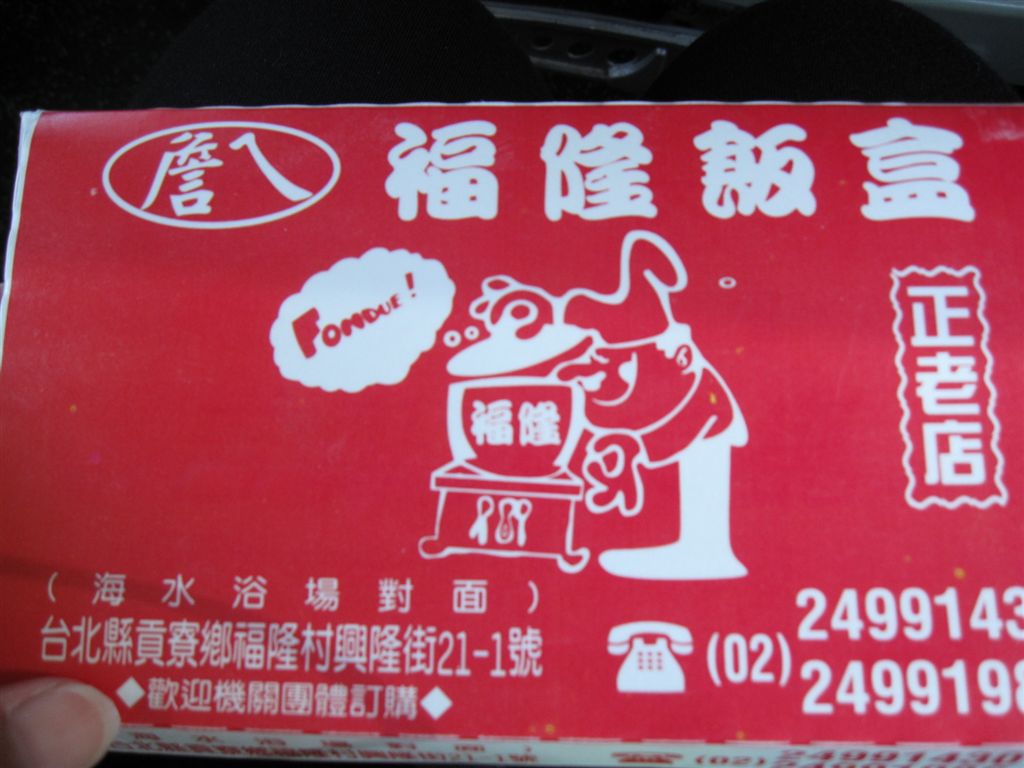 詹八
福隆飯盒
FONDUE!
福隆
正老店
(海水浴場對面)
台北縣貢寮鄉福隆村興隆街21-1號
◆歡迎機關團體訂購◆
(02)
2499143
249919